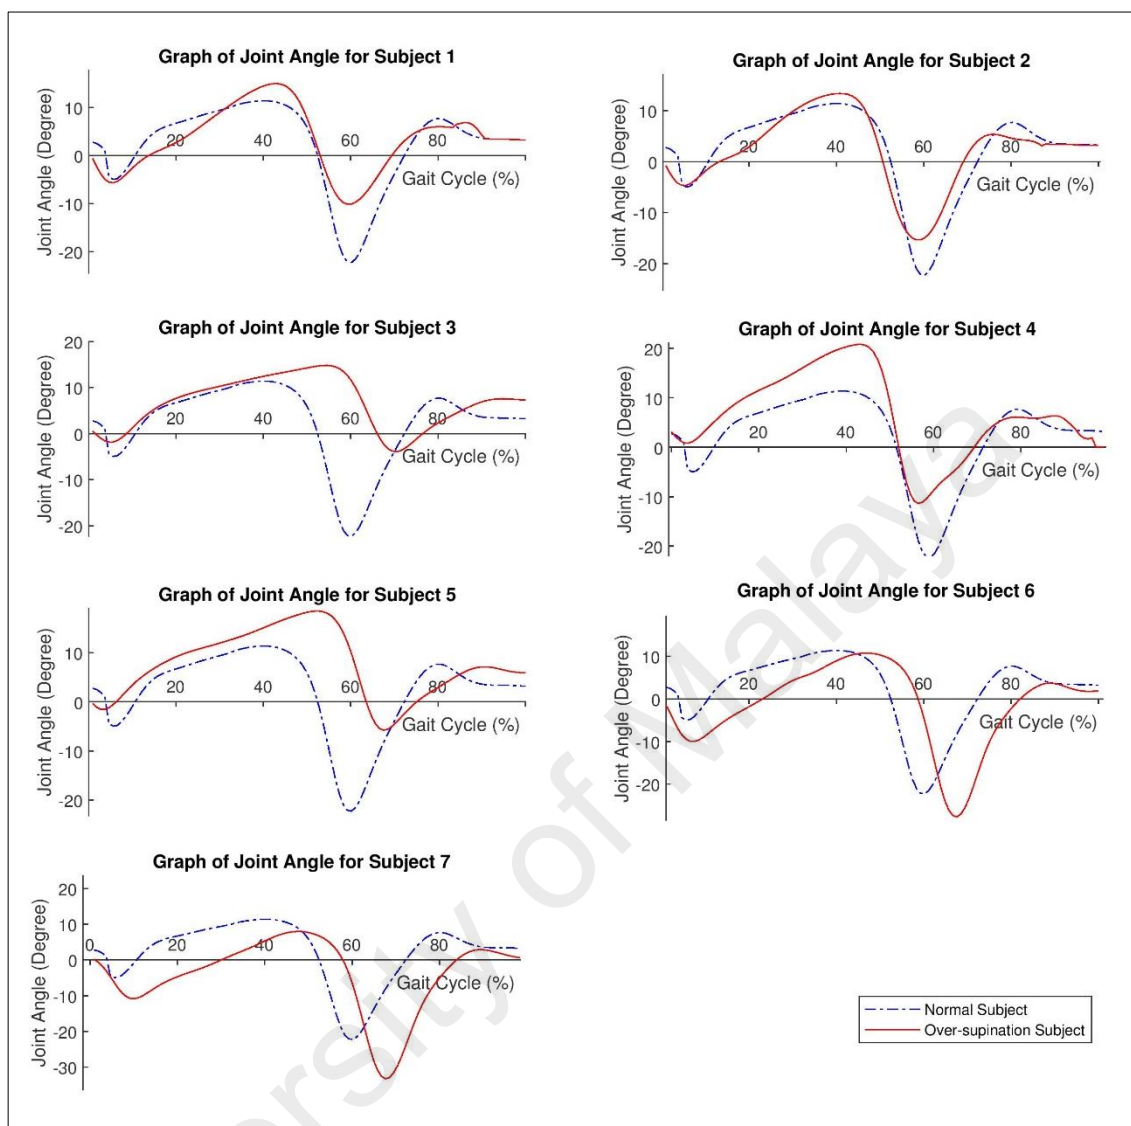 Graph of Joint Angle for Subject 1
Joint Angle (Degree)
10
0
-10
-20
20
40
60
80
Gait Cycle (%)
Graph of Joint Angle for Subject 2
Joint Angle (Degree)
10
0
-10
-20
20
40
60
80
Gait Cycle (%)
Graph of Joint Angle for Subject 3
Joint Angle (Degree)
20
10
0
-10
-20
20
40
60
80
Gait Cycle (%)
Graph of Joint Angle for Subject 4
Joint Angle (Degree)
20
10
0
-10
-20
20
40
60
80
Gait Cycle (%)
Graph of Joint Angle for Subject 5
Joint Angle (Degree)
10
0
-10
-20
20
40
60
80
Gait Cycle (%)
Graph of Joint Angle for Subject 6
Joint Angle (Degree)
10
0
-10
-20
20
40
60
80
Gait Cycle (%)
Graph of Joint Angle for Subject 7
Joint Angle (Degree)
20
10
0
-10
-20
-30
0
20
40
60
80
Gait Cycle (%)
Normal Subject
Over-supination Subject
ersity of Malaya